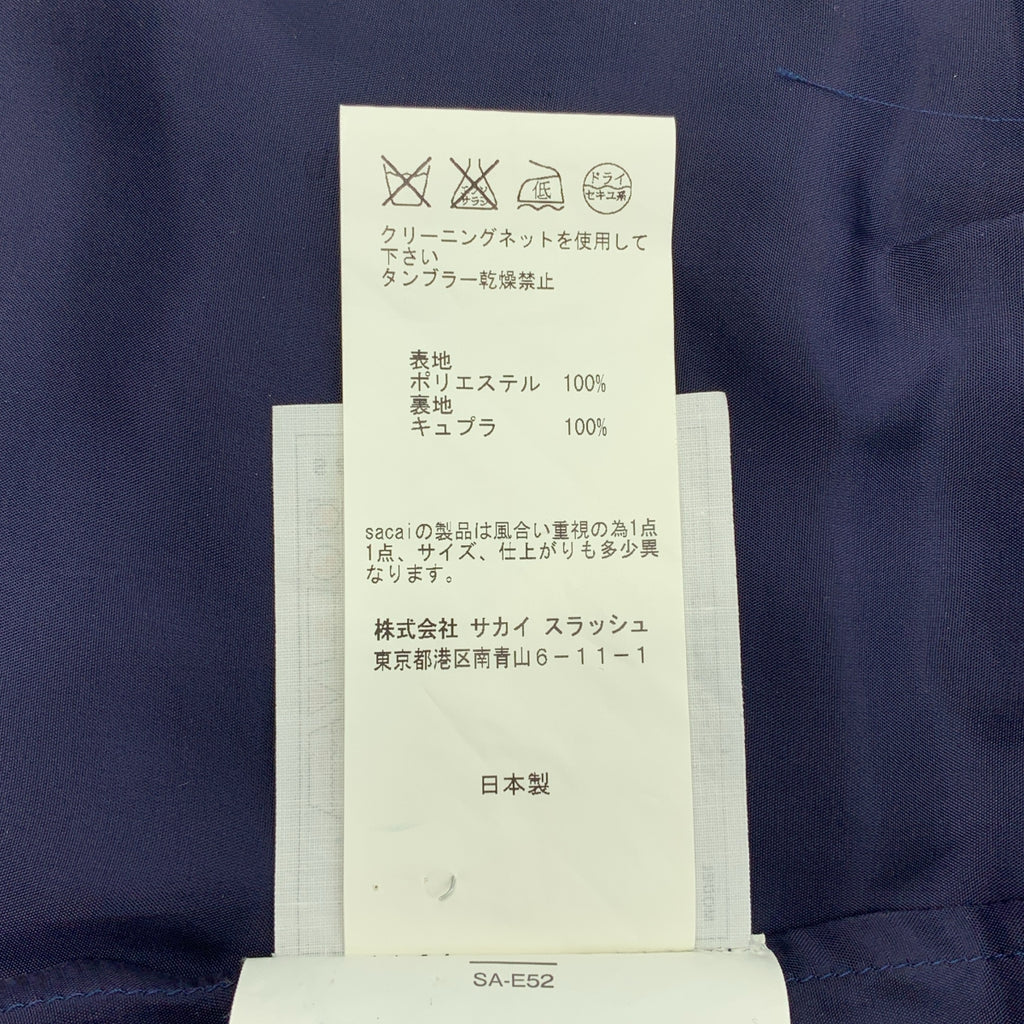 低
ドライ
セキユ系
クリーニングネットを使用して
下さい
タンブラー乾燥禁止
表地
ポリエステル 100%
裏地
キュプラ 100%
sacaiの製品は風合い重視の為1点
1点、サイズ、仕上がりも多少異
なります。
株式会社 サカイ スラッシュ
東京都港区南青山6-11-1
日本製
SA-E52